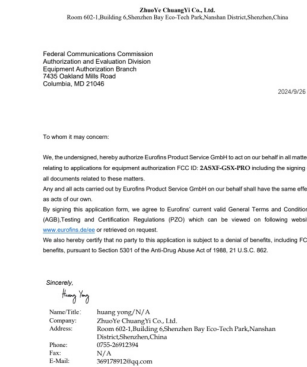 ZhuoYe ChuangYi Co., Ltd.
Room 602-1,Building 6,Shenzhen Bay Eco-Tech Park,Nanshan District,Shenzhen,China
Federal Communications Commission
Authorization and Evaluation Division
Equipment Authorization Branch
7435 Oakland Mills Road
Columbia, MD 21046
2024/9/26
To whom it may concern:
We, the undersigned, hereby authorize Eurofins Product Service GmbH to act on our behalf in all matte
relating to applications for equipment authorization FCC ID: 2ASXF-GSX-PRO including the signing
all documents related to these matters.
Any and all acts carried out by Eurofins Product Service GmbH on our behalf shall have the same effe
as acts of our own.
By signing this application form, we agree to Eurofins' current valid General Terms and Condition
(AGB),Testing and Certification Regulations (PZO) which can be viewed on following websi
www.eurofins.de/ee or retrieved on request.
We also hereby certify that no party to this application is subject to a denial of benefits, including FC
benefits, pursuant to Section 5301 of the Anti-Drug Abuse Act of 1988, 21 U.S.C. 862.
Sincerely,
Huang Yong
Name/Title: huang yong/N/A
Company: ZhuoYe ChuangYi Co., Ltd.
Address: Room 602-1,Building 6,Shenzhen Bay Eco-Tech Park,Nanshan
District,Shenzhen,China
Phone: 0755-26912394
Fax: N/A
E-Mail: 369178912@qq.com